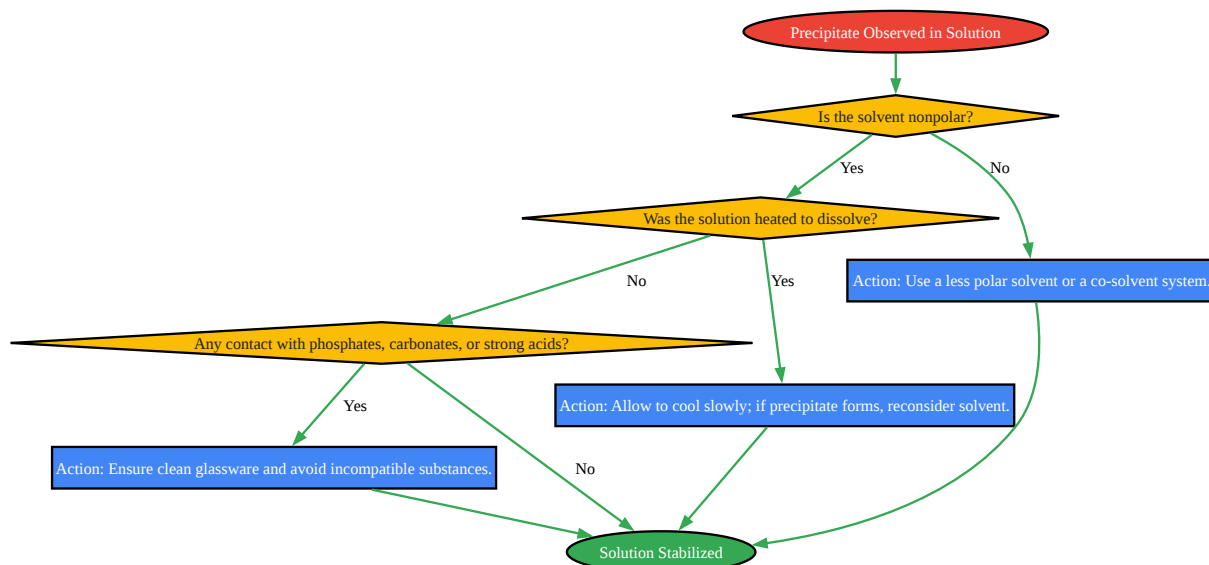 Precipitate Observed in Solution
Is the solvent nonpolar?
Yes
No
Was the solution heated to dissolve?
Action: Use a less polar solvent or a co-solvent system.
No
Yes
Any contact with phosphates, carbonates, or strong acids?
Action: Allow to cool slowly; if precipitate forms, reconsider solvent.
Yes
Action: Ensure clean glassware and avoid incompatible substances.
No
Solution Stabilized